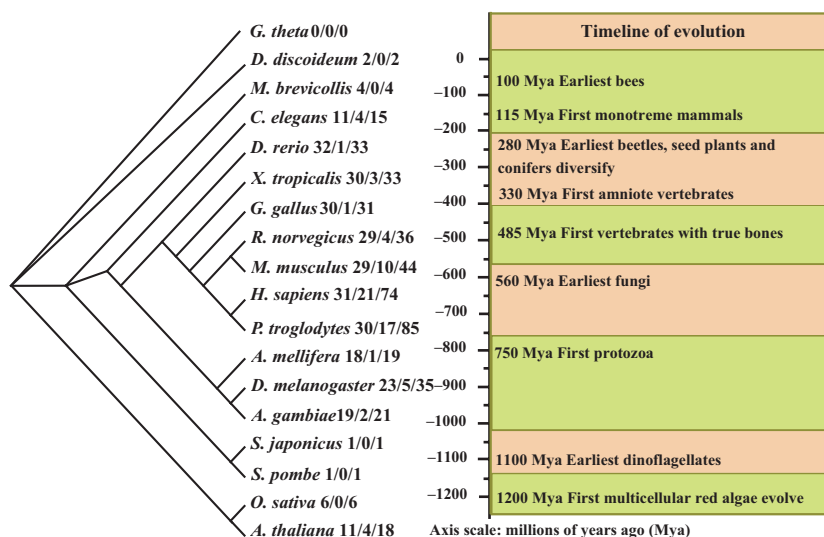 G. theta 0/0/0
D. discoideum 2/0/2
M. brevicollis 4/0/4
C. elegans 11/4/15
D. rerio 32/1/33
X. tropicalis 30/3/33
G. gallus 30/1/31
R. norvegicus 29/4/36
M. musculus 29/10/44
H. sapiens 31/21/74
P. troglodytes 30/17/85
A. mellifera 18/1/19
D. melanogaster 23/5/35
A. gambiae19/2/21
S. japonicus 1/0/1
S. pombe 1/0/1
O. sativa 6/0/6
A. thaliana 11/4/18
0
−100
−200
−300
−400
−500
−600
−700
−800
−900
−1000
−1100
−1200
Timeline of evolution
100 Mya Earliest bees
115 Mya First monotreme mammals
280 Mya Earliest beetles, seed plants and
conifers diversify
330 Mya First amniote vertebrates
485 Mya First vertebrates with true bones
560 Mya Earliest fungi
750 Mya First protozoa
1100 Mya Earliest dinoflagellates
1200 Mya First multicellular red algae evolve
Axis scale: millions of years ago (Mya)